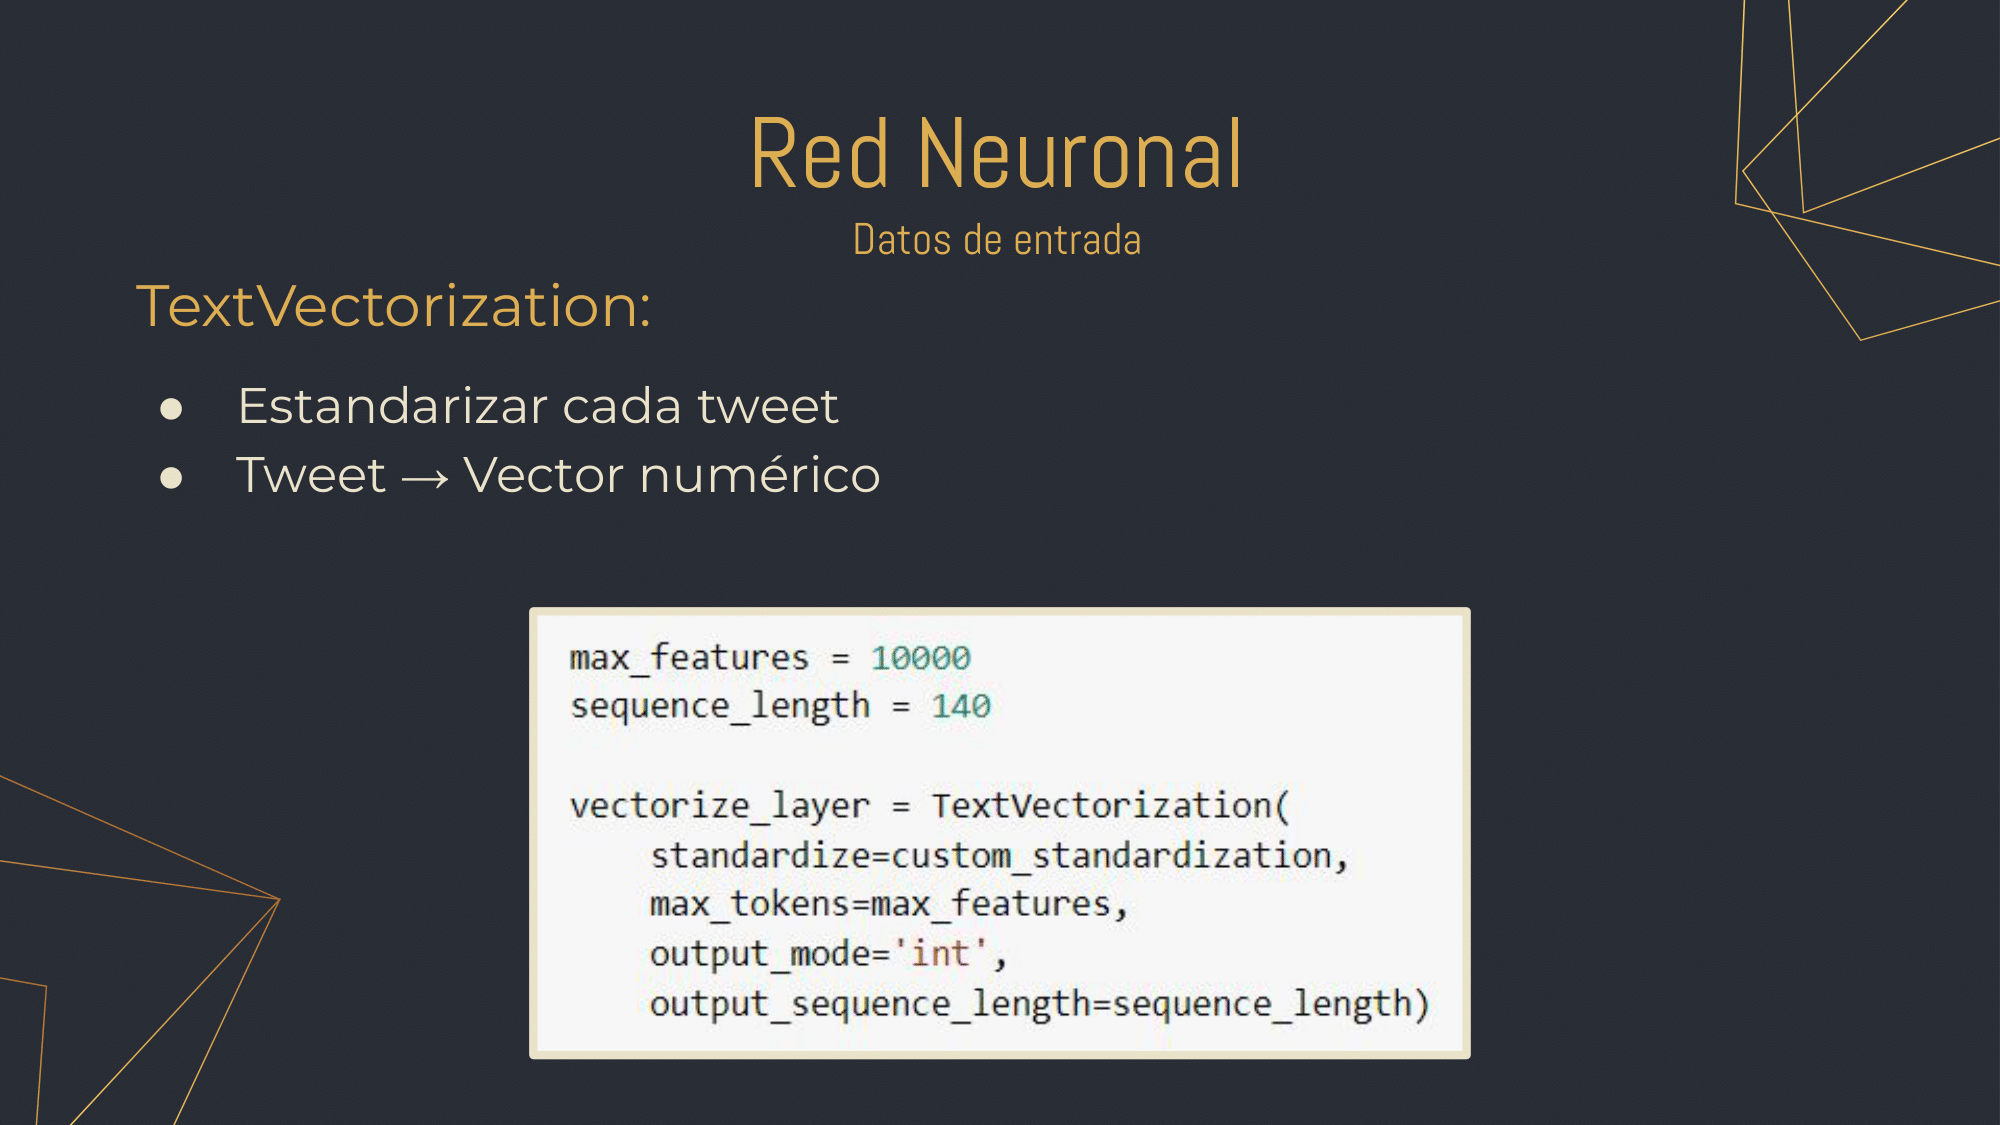 Red Neuronal
Datos de entrada
TextVectorization:
● Estandarizar cada tweet
● Tweet → Vector numérico
max_features = 10000
sequence_length = 140

vectorize_layer = TextVectorization(
    standardize=custom_standardization,
    max_tokens=max_features,
    output_mode='int',
    output_sequence_length=sequence_length)